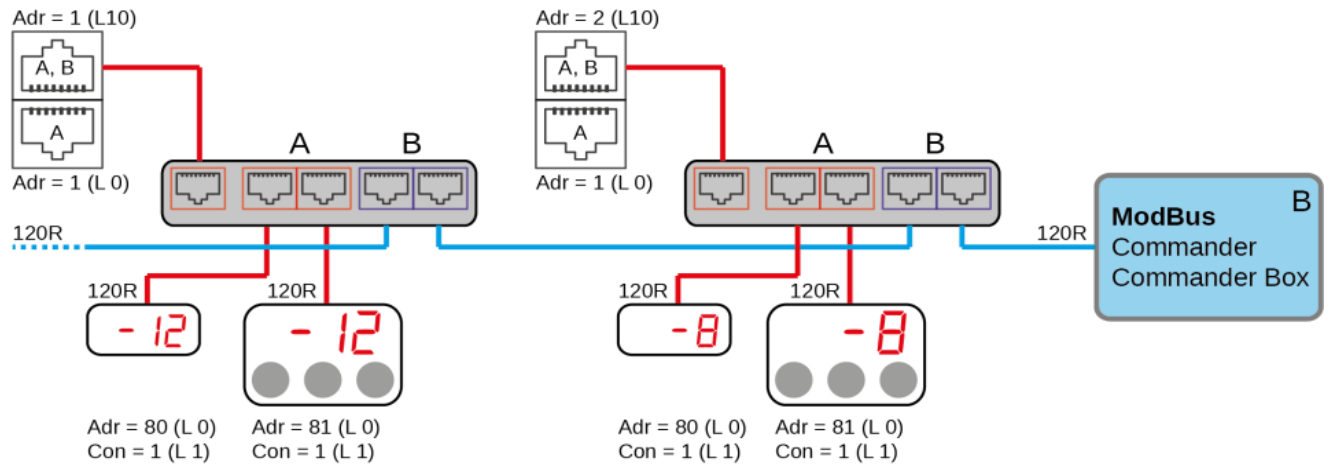 Adr = 1 (L10)
A, B
A
Adr = 1 (L 0)
A B
120R
120R
120R
-12
-12
Adr = 80 (L 0)
Con = 1 (L 1)
Adr = 81 (L 0)
Con = 1 (L 1)
Adr = 2 (L10)
A, B
A
Adr = 1 (L 0)
A B
120R
120R
-8
-8
Adr = 80 (L 0)
Con = 1 (L 1)
Adr = 81 (L 0)
Con = 1 (L 1)
120R
B
ModBus
Commander
Commander Box